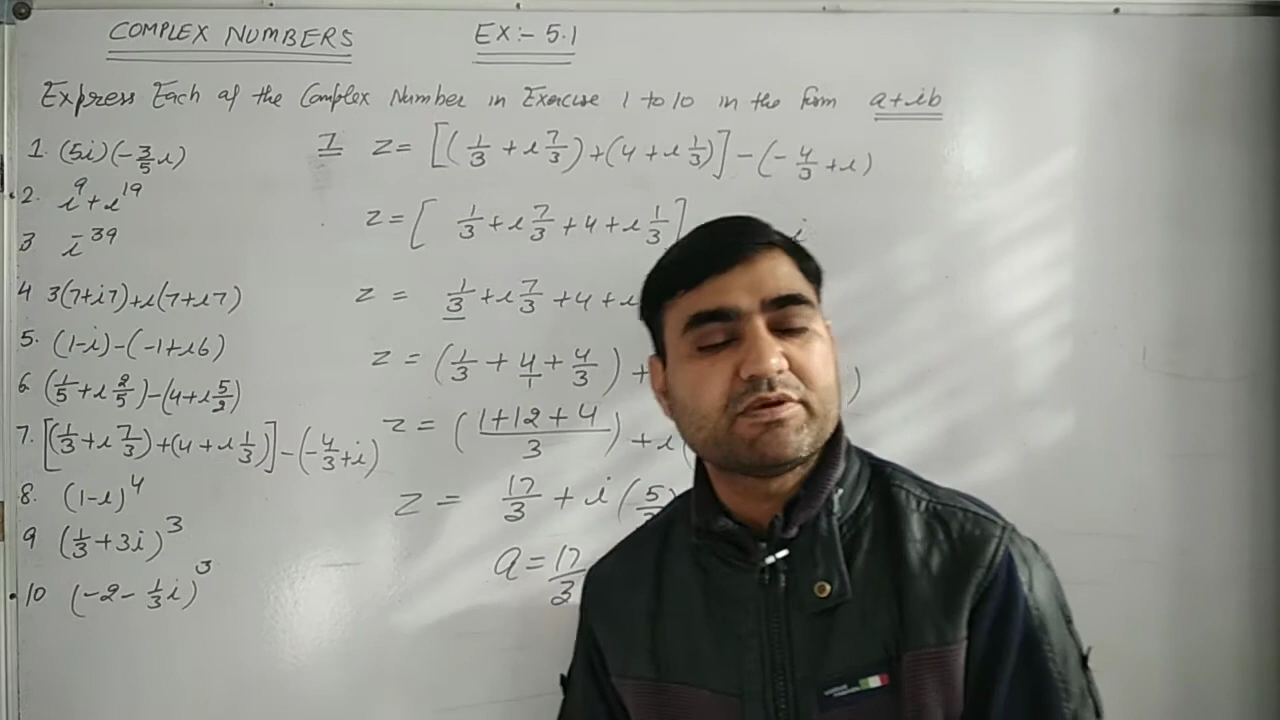 COMPLEX NUMBERS EX:- 5.1
Express Each of the Complex Number in Exercise 1 to 10 in the form a+ib
1. (5i)(-3/5 i)
2. i^9 + i^19
3 i^-39
4 3(7+i7)+i(7+i7)
5. (1-i)-(-1+i6)
6. (1/5 + i 2/5)-(4+i 5/2)
7. [(1/3 + i 7/3)+(4+i 1/3)]-(-4/3 + i)
8. (1-i)^4
9 (1/3 + 3i)^3
10 (-2 - 1/3 i)^3
7 z = [(1/3 + i 7/3)+(4+i 1/3)]-(-4/3 + i)
z = [ 1/3 + i 7/3 + 4 + i 1/3 ] i
z = 1/3 + i 7/3 + 4 + i
z = (1/3 + 4/1 + 4/3) + )
z = ((1+12+4)/3) + i(
z = 17/3 + i (5/
a = 17/3